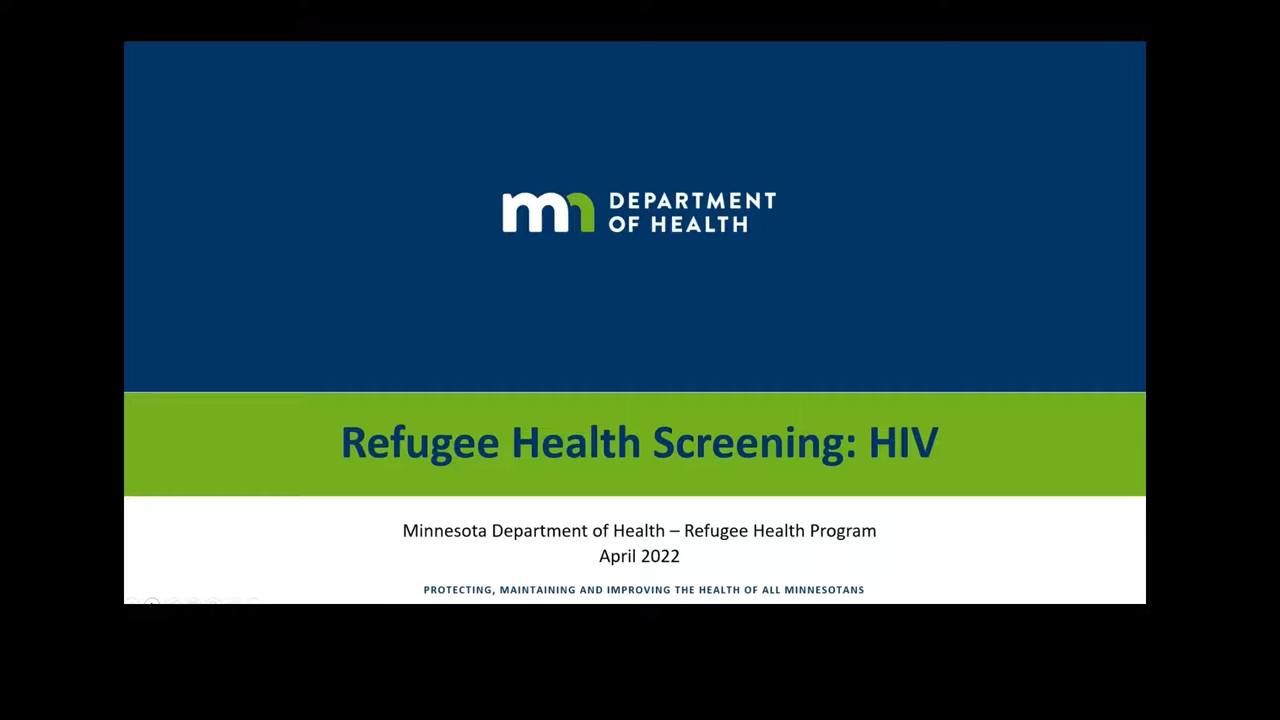 mn DEPARTMENT
OF HEALTH
Refugee Health Screening: HIV
Minnesota Department of Health – Refugee Health Program
April 2022
PROTECTING, MAINTAINING AND IMPROVING THE HEALTH OF ALL MINNESOTANS